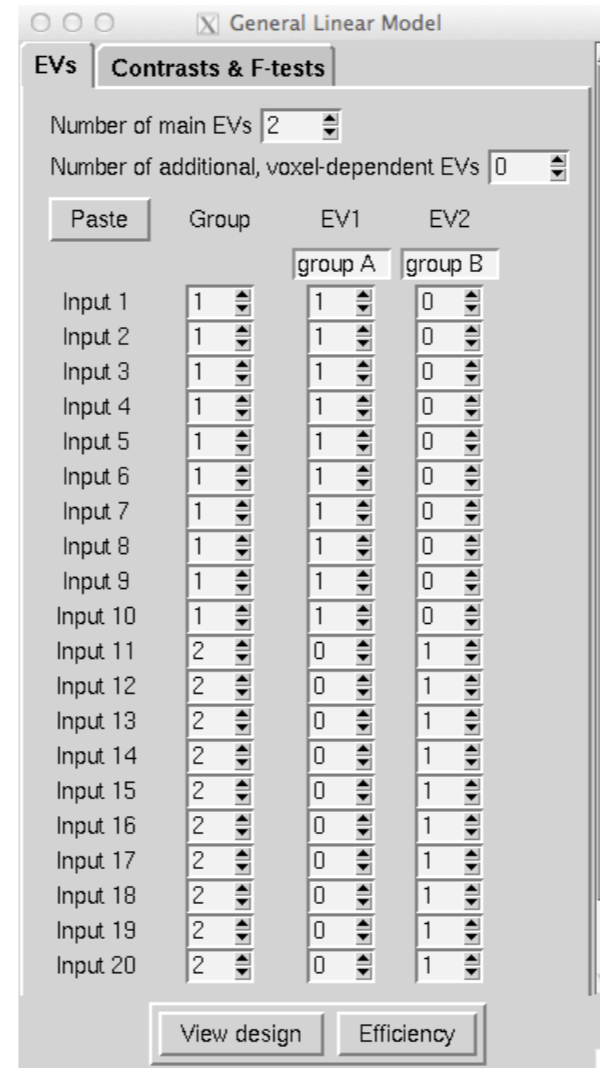 General Linear Model
EVs Contrasts & F-tests
Number of main EVs 2
Number of additional, voxel-dependent EVs 0
Paste Group EV1 EV2
group A group B
Input 1 1 1 0
Input 2 1 1 0
Input 3 1 1 0
Input 4 1 1 0
Input 5 1 1 0
Input 6 1 1 0
Input 7 1 1 0
Input 8 1 1 0
Input 9 1 1 0
Input 10 1 1 0
Input 11 2 0 1
Input 12 2 0 1
Input 13 2 0 1
Input 14 2 0 1
Input 15 2 0 1
Input 16 2 0 1
Input 17 2 0 1
Input 18 2 0 1
Input 19 2 0 1
Input 20 2 0 1
View design Efficiency